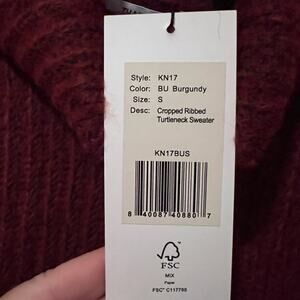 Style: KN17
Color: BU Burgundy
Size: S
Desc: Cropped Ribbed
Turtleneck Sweater
KN17BUS
8 40087 40880 7
FSC
MIX
Paper
FSC® C117788